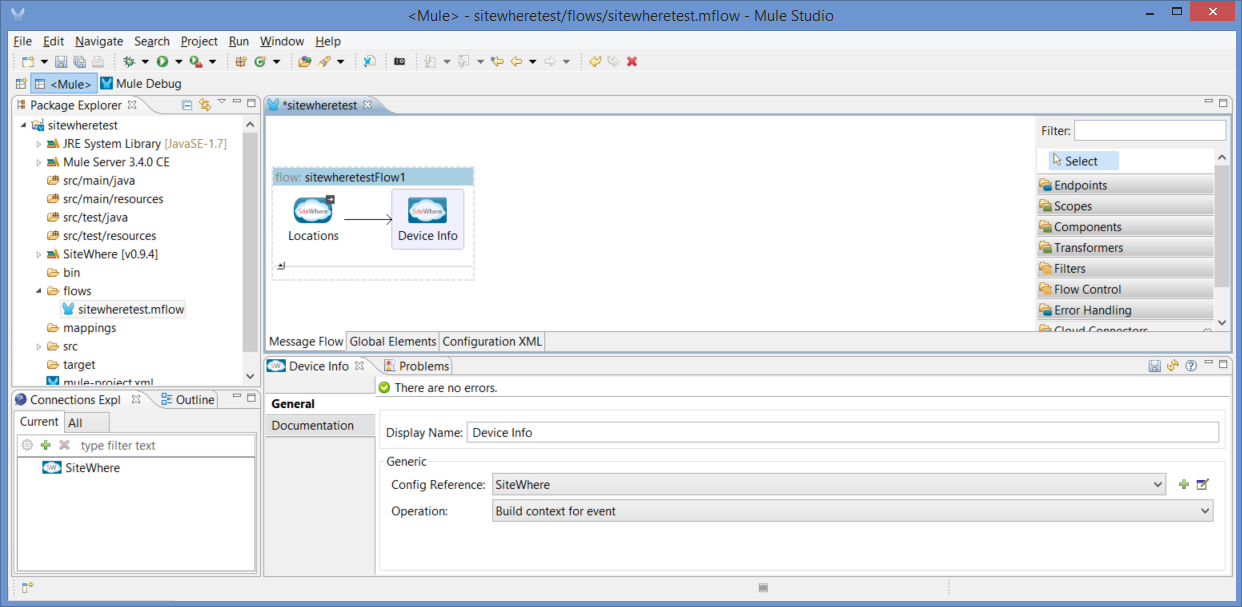 <Mule> - sitewheretest/flows/sitewheretest.mflow - Mule Studio
File Edit Navigate Search Project Run Window Help
<Mule> Mule Debug
Package Explorer
sitewheretest
JRE System Library [JavaSE-1.7]
Mule Server 3.4.0 CE
src/main/java
src/main/resources
src/test/java
src/test/resources
SiteWhere [v0.9.4]
bin
flows
sitewheretest.mflow
mappings
src
target
mule-project.xml
Connections Expl Outline
Current All
type filter text
SW SiteWhere
*sitewheretest
flow: sitewheretestFlow1
SiteWhere SiteWhere
Locations Device Info
Message Flow Global Elements Configuration XML
Filter:
Select
Endpoints
Scopes
Components
Transformers
Filters
Flow Control
Error Handling
Cloud Connectors
SW Device Info Problems
There are no errors.
General
Documentation
Display Name: Device Info
Generic
Config Reference: SiteWhere
Operation: Build context for event